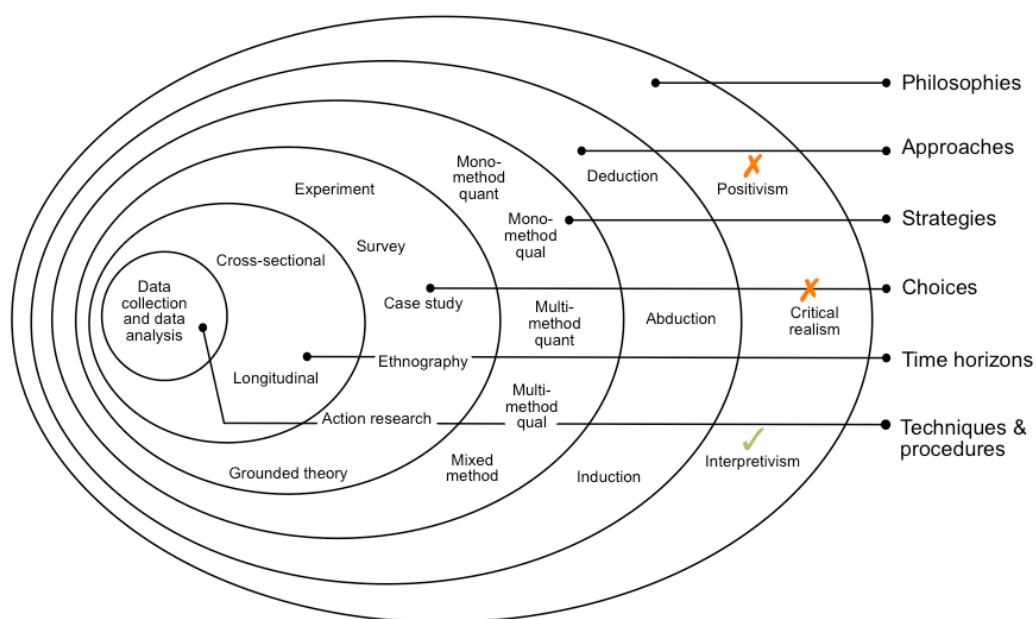 Philosophies
Approaches
Strategies
Choices
Time horizons
Techniques &
procedures
Positivism
Critical
realism
Interpretivism
Deduction
Abduction
Induction
Mono-
method
quant
Mono-
method
qual
Multi-
method
quant
Multi-
method
qual
Mixed
method
Experiment
Survey
Case study
Ethnography
Action research
Grounded theory
Cross-sectional
Longitudinal
Data
collection
and data
analysis